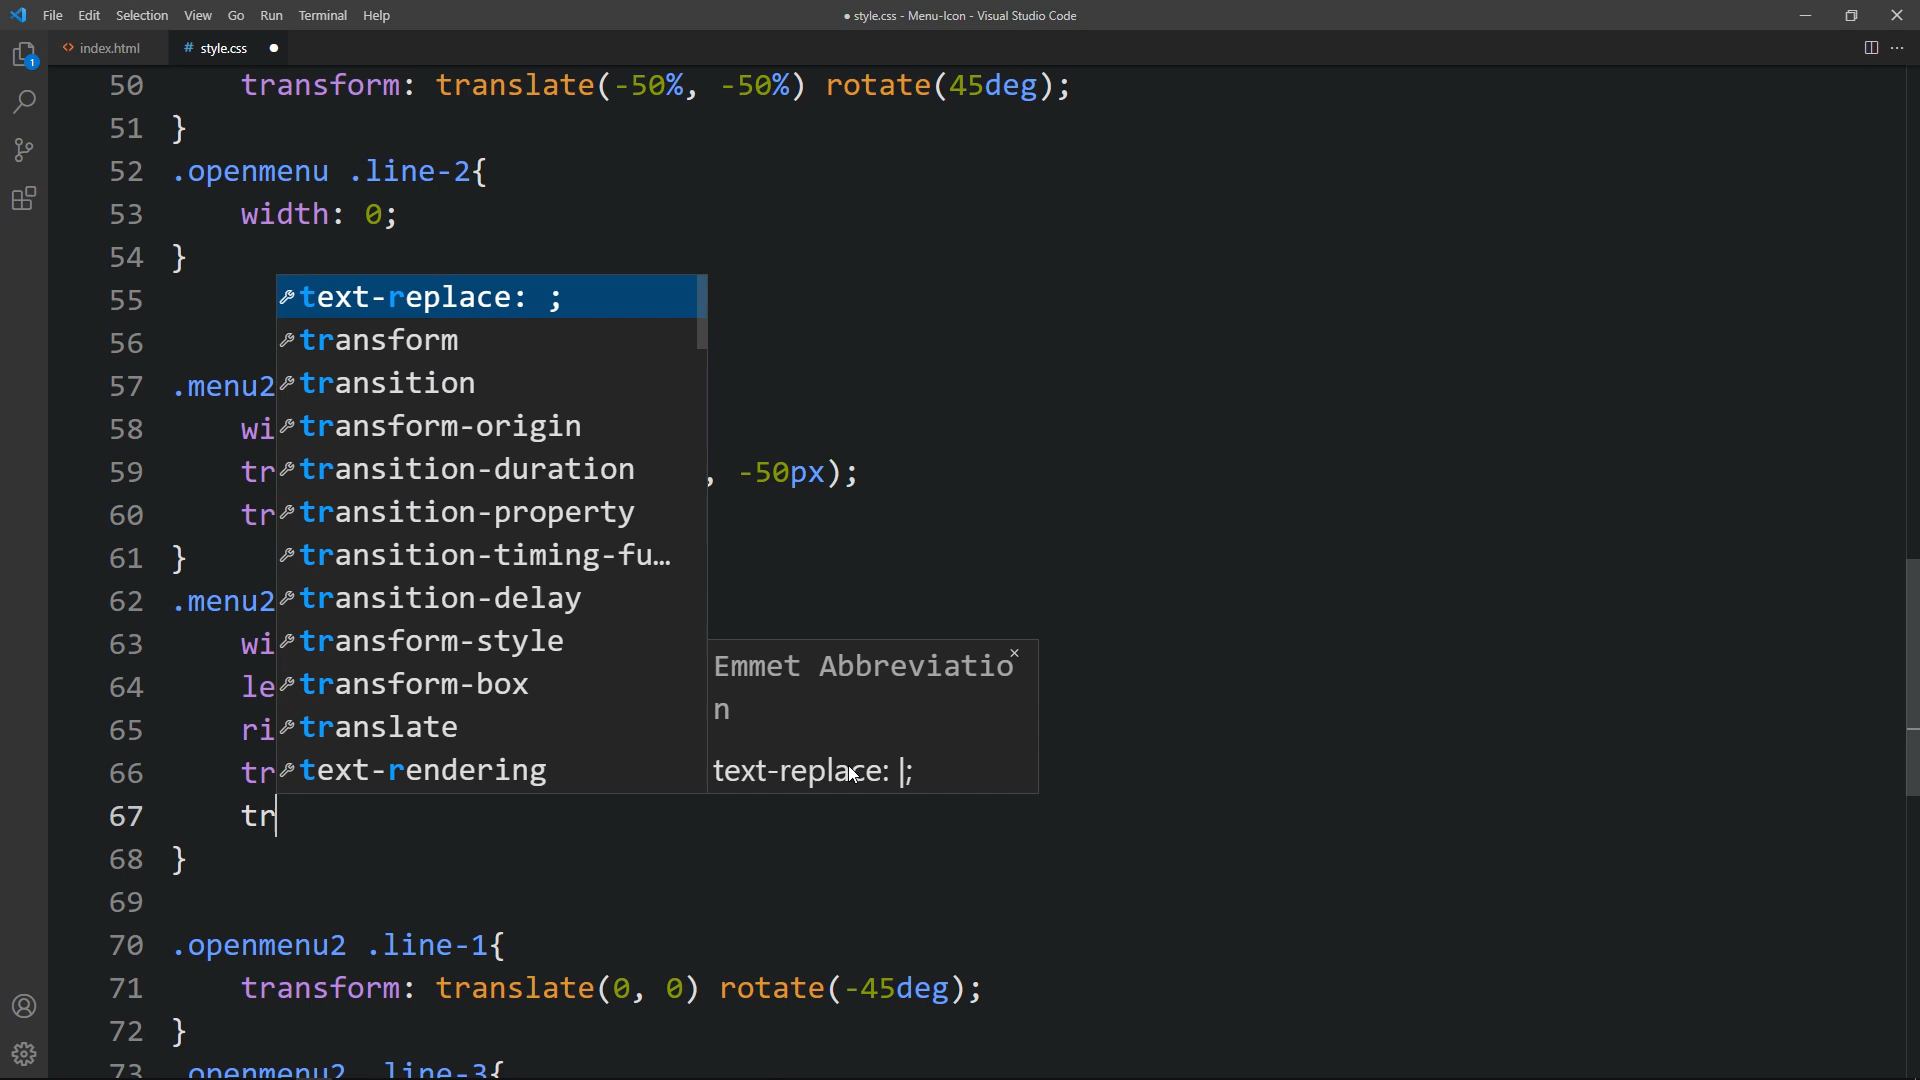 File Edit Selection View Go Run Terminal Help
● style.css - Menu-Icon - Visual Studio Code
<> index.html
# style.css ●
1
50 transform: translate(-50%, -50%) rotate(45deg);
51 }
52 .openmenu .line-2{
53 width: 0;
54 }
55
56
57 .menu2
58 wi
59 tr , -50px);
60 tr
61 }
62 .menu2
63 wi
64 le
65 ri
66 tr
67 tr
68 }
69
70 .openmenu2 .line-1{
71 transform: translate(0, 0) rotate(-45deg);
72 }
73 .openmenu2 .line-3{
text-replace: ;
transform
transition
transform-origin
transition-duration
transition-property
transition-timing-fu…
transition-delay
transform-style
transform-box
translate
text-rendering
Emmet Abbreviatio
n
text-replace: |;